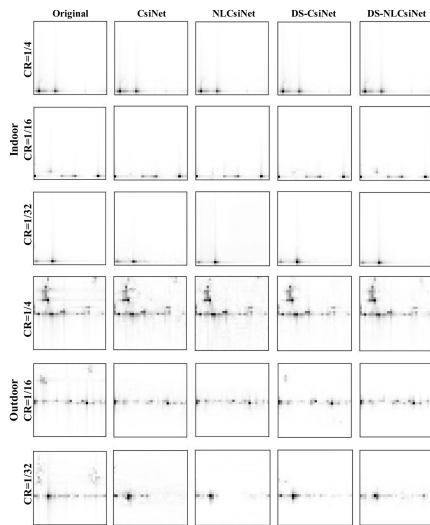 Original CsiNet NLCsiNet DS-CsiNet DS-NLCsiNet
Indoor
CR=1/4
CR=1/16
CR=1/32
Outdoor
CR=1/4
CR=1/16
CR=1/32